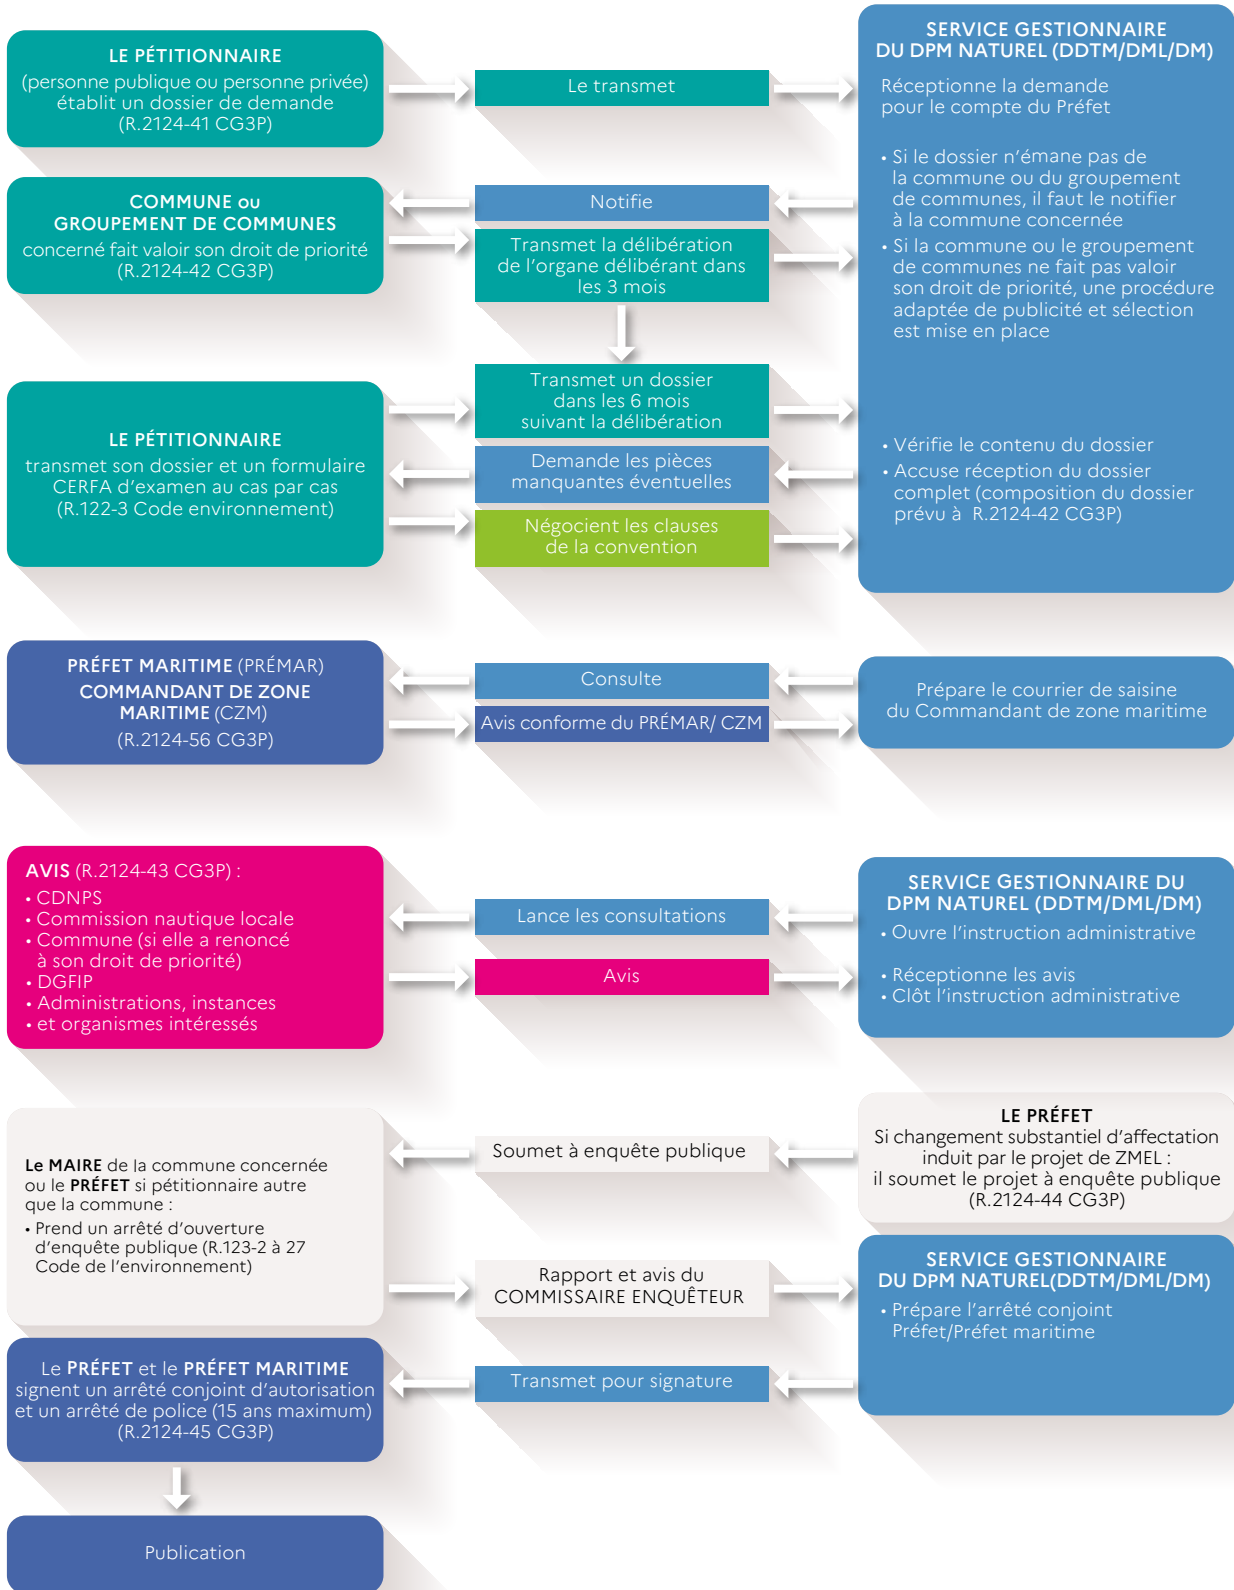 LE PÉTITIONNAIRE
(personne publique ou personne privée)
établit un dossier de demande
(R.2124-41 CG3P)
Le transmet
SERVICE GESTIONNAIRE
DU DPM NATUREL (DDTM/DML/DM)
Réceptionne la demande
pour le compte du Préfet
• Si le dossier n’émane pas de
la commune ou du groupement
de communes, il faut le notifier
à la commune concernée
• Si la commune ou le groupement
de communes ne fait pas valoir
son droit de priorité, une procédure
adaptée de publicité et sélection
est mise en place
• Vérifie le contenu du dossier
• Accuse réception du dossier
complet (composition du dossier
prévu à R.2124-42 CG3P)
COMMUNE ou
GROUPEMENT DE COMMUNES
concerné fait valoir son droit de priorité
(R.2124-42 CG3P)
Notifie
Transmet la délibération
de l’organe délibérant dans
les 3 mois
LE PÉTITIONNAIRE
transmet son dossier et un formulaire
CERFA d’examen au cas par cas
(R.122-3 Code environnement)
Transmet un dossier
dans les 6 mois
suivant la délibération
Demande les pièces
manquantes éventuelles
Négocient les clauses
de la convention
PRÉFET MARITIME (PRÉMAR)
COMMANDANT DE ZONE
MARITIME (CZM)
(R.2124-56 CG3P)
Consulte
Avis conforme du PRÉMAR/ CZM
Prépare le courrier de saisine
du Commandant de zone maritime
AVIS (R.2124-43 CG3P) :
• CDNPS
• Commission nautique locale
• Commune (si elle a renoncé
à son droit de priorité)
• DGFIP
• Administrations, instances
• et organismes intéressés
Lance les consultations
Avis
SERVICE GESTIONNAIRE DU
DPM NATUREL (DDTM/DML/DM)
• Ouvre l’instruction administrative
• Réceptionne les avis
• Clôt l’instruction administrative
Le MAIRE de la commune concernée
ou le PRÉFET si pétitionnaire autre
que la commune :
• Prend un arrêté d’ouverture
d’enquête publique (R.123-2 à 27
Code de l’environnement)
Soumet à enquête publique
Rapport et avis du
COMMISSAIRE ENQUÊTEUR
LE PRÉFET
Si changement substantiel d’affectation
induit par le projet de ZMEL :
il soumet le projet à enquête publique
(R.2124-44 CG3P)
SERVICE GESTIONNAIRE
DU DPM NATUREL(DDTM/DML/DM)
• Prépare l’arrêté conjoint
Préfet/Préfet maritime
Le PRÉFET et le PRÉFET MARITIME
signent un arrêté conjoint d’autorisation
et un arrêté de police (15 ans maximum)
(R.2124-45 CG3P)
Transmet pour signature
Publication